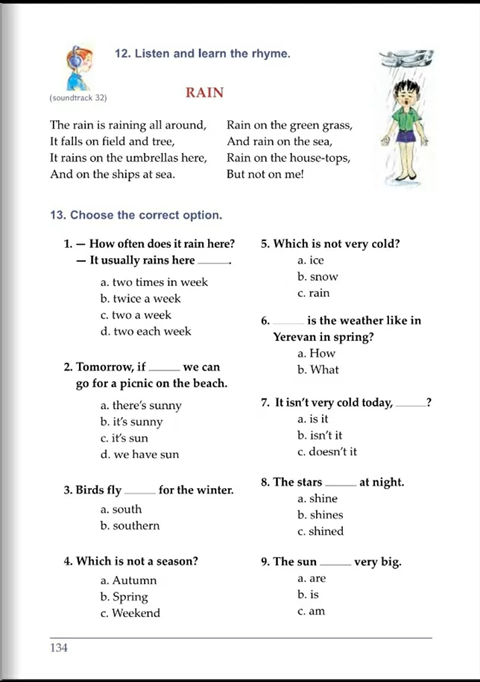 12. Listen and learn the rhyme.
(soundtrack 32)
RAIN
The rain is raining all around,
It falls on field and tree,
It rains on the umbrellas here,
And on the ships at sea.
Rain on the green grass,
And rain on the sea,
Rain on the house-tops,
But not on me!
13. Choose the correct option.
1. — How often does it rain here?
— It usually rains here ______.
a. two times in week
b. twice a week
c. two a week
d. two each week
2. Tomorrow, if ______ we can
go for a picnic on the beach.
a. there's sunny
b. it's sunny
c. it's sun
d. we have sun
3. Birds fly ______ for the winter.
a. south
b. southern
4. Which is not a season?
a. Autumn
b. Spring
c. Weekend
5. Which is not very cold?
a. ice
b. snow
c. rain
6. ______ is the weather like in
Yerevan in spring?
a. How
b. What
7. It isn't very cold today, ______?
a. is it
b. isn't it
c. doesn't it
8. The stars ______ at night.
a. shine
b. shines
c. shined
9. The sun ______ very big.
a. are
b. is
c. am
134